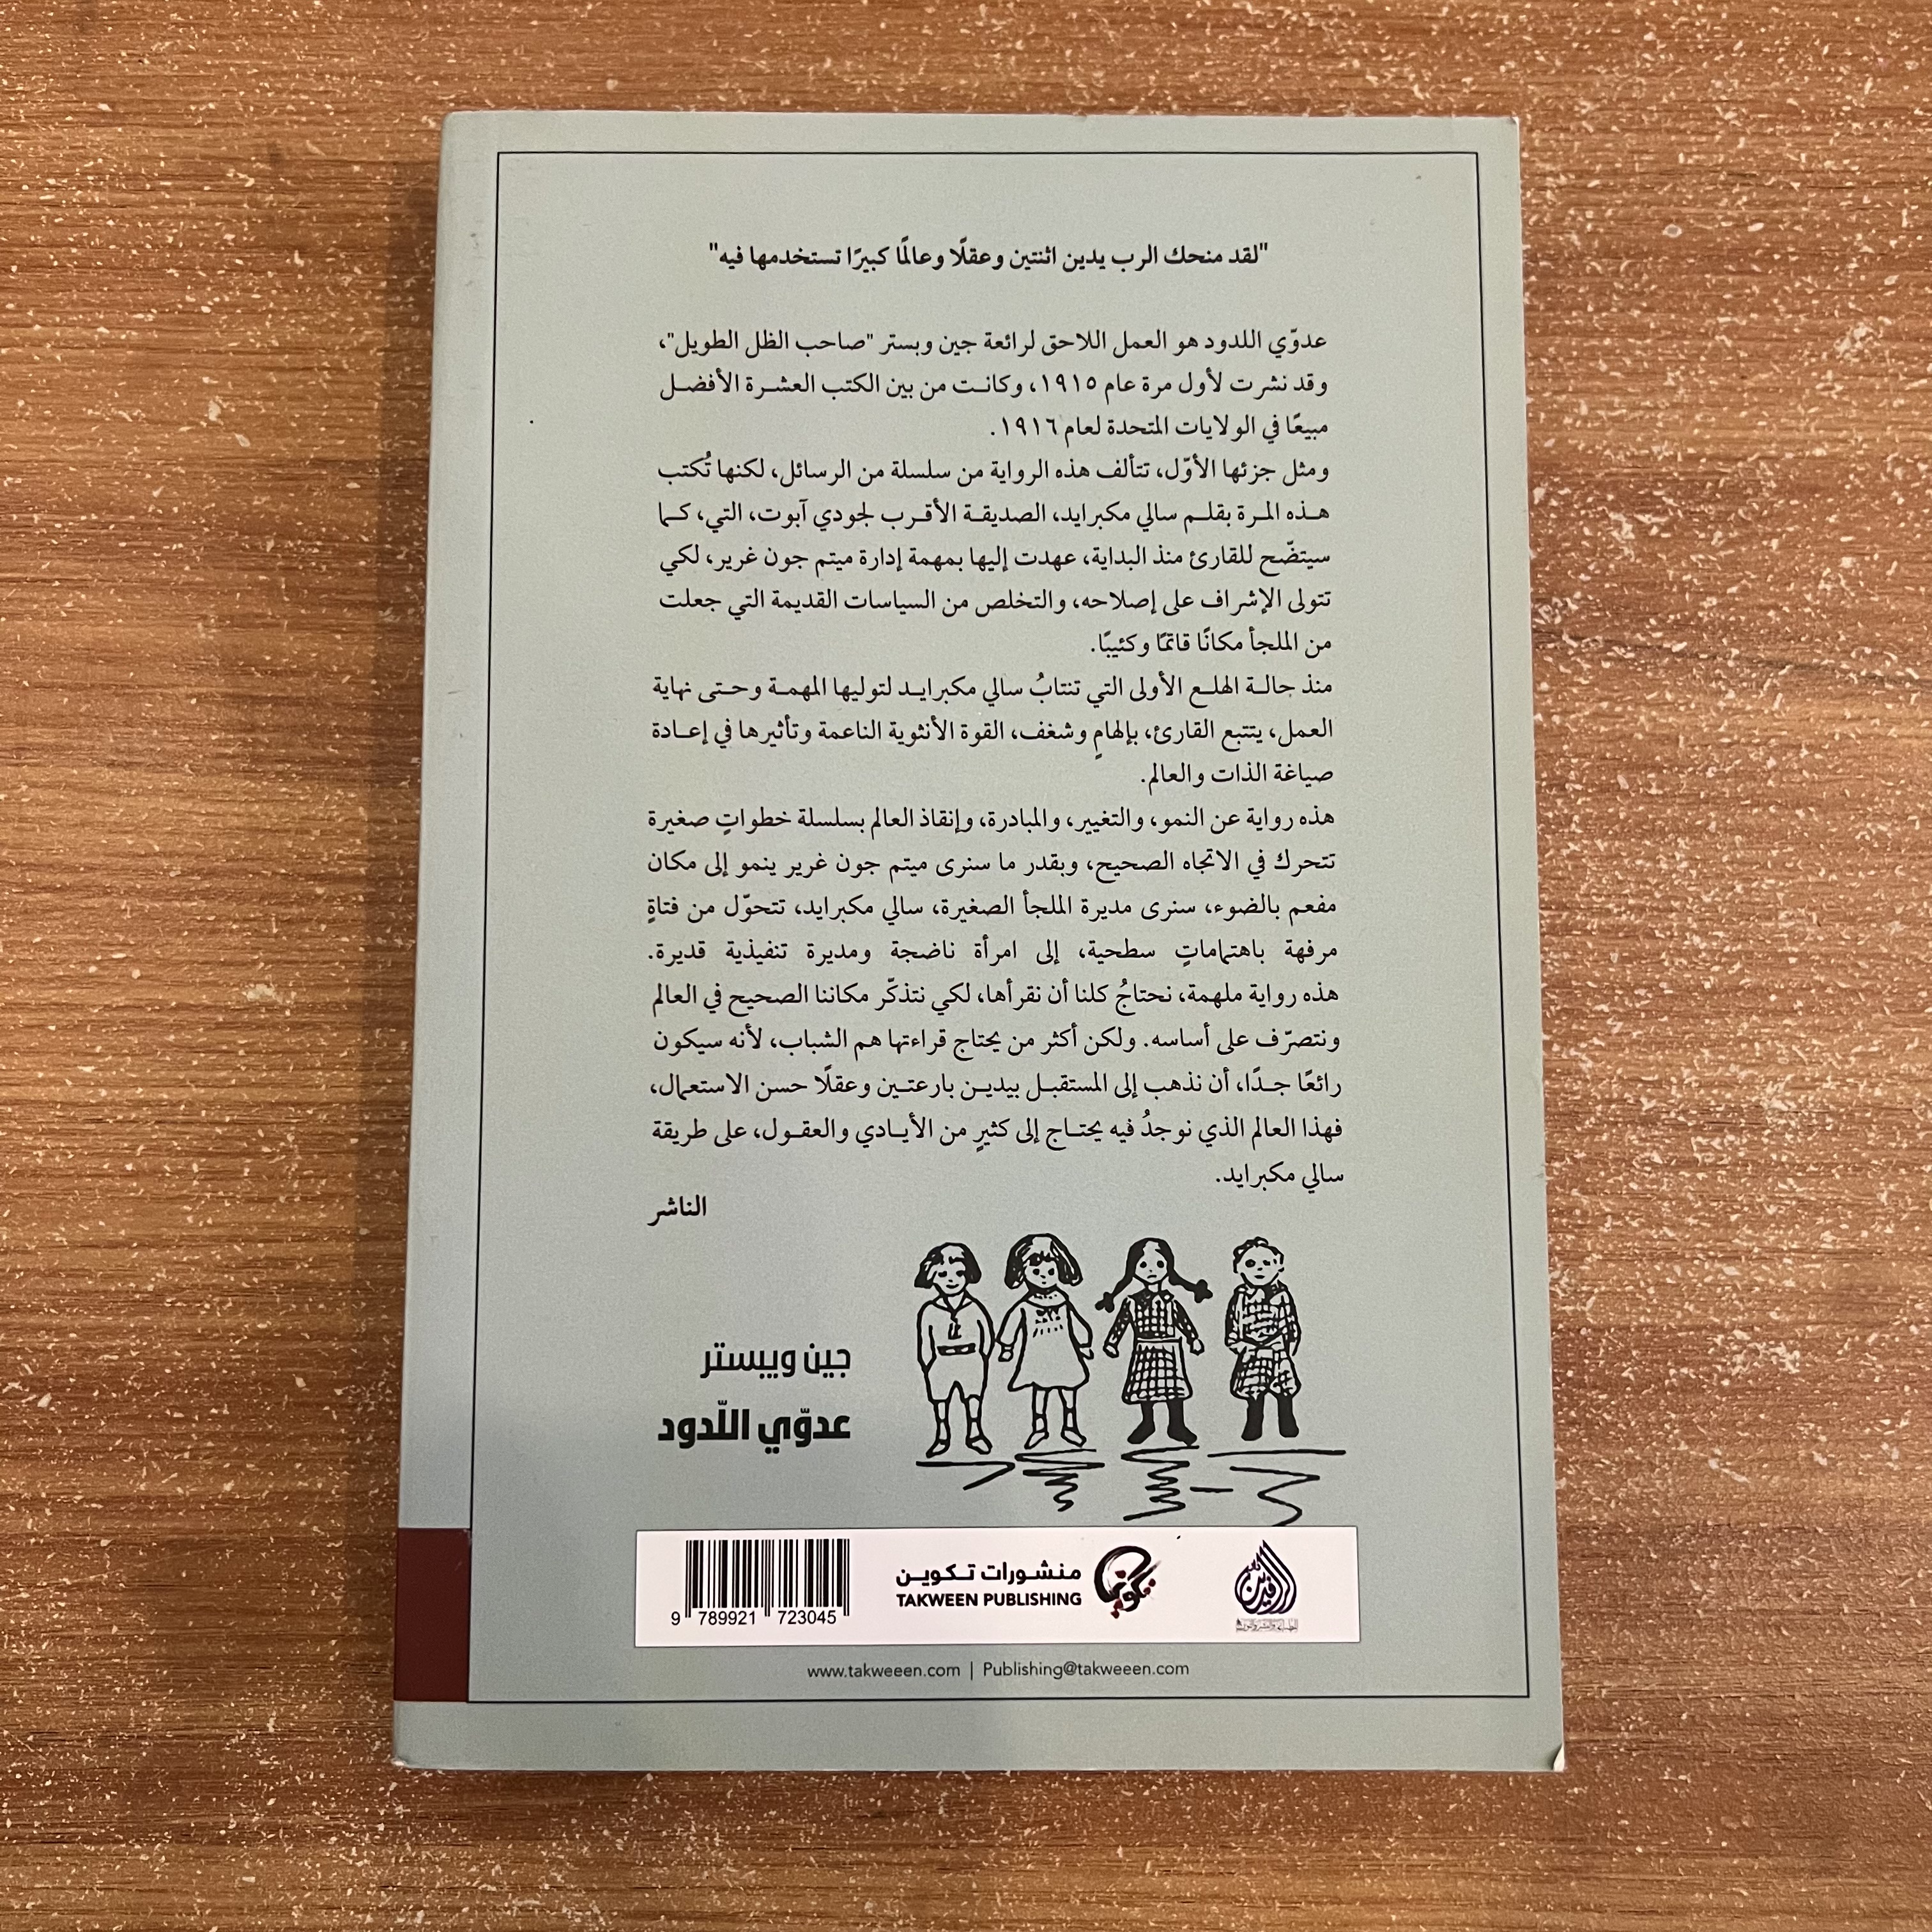 "لقد منحك الرب يدين اثنتين وعقلًا وعالمًا كبيرًا تستخدمها فيه"
عدوّي اللدود هو العمل اللاحق لرائعة جين وبستر "صاحب الظل الطويل"،
وقد نشرت لأول مرة عام ١٩١٥، وكانت من بين الكتب العشرة الأفضل
مبيعًا في الولايات المتحدة لعام ١٩١٦.
ومثل جزئها الأوّل، تتألف هذه الرواية من سلسلة من الرسائل، لكنها تُكتب
هذه المرة بقلم سالي مكبرايد، الصديقة الأقرب لجودي آبوت، التي، كما
سيتضّح للقارئ منذ البداية، عهدت إليها بمهمة إدارة ميتم جون غرير، لكي
تتولى الإشراف على إصلاحه، والتخلص من السياسات القديمة التي جعلت
من الملجأ مكانًا قاتمًا وكئيبًا.
منذ حالة الهلع الأولى التي تنتابُ سالي مكبرايد لتوليها المهمة وحتى نهاية
العمل، يتتبع القارئ، بإلهامٍ وشغف، القوة الأنثوية الناعمة وتأثيرها في إعادة
صياغة الذات والعالم.
هذه رواية عن النمو، والتغيير، والمبادرة، وإنقاذ العالم بسلسلة خطواتٍ صغيرة
تتحرك في الاتجاه الصحيح، وبقدر ما سنرى ميتم جون غرير ينمو إلى مكان
مفعم بالضوء، سنرى مديرة الملجأ الصغيرة، سالي مكبرايد، تتحوّل من فتاةٍ
مرفهة باهتماماتٍ سطحية، إلى امرأة ناضجة ومديرة تنفيذية قديرة.
هذه رواية ملهمة، نحتاجُ كلنا أن نقرأها، لكي نتذكّر مكاننا الصحيح في العالم
ونتصرّف على أساسه. ولكن أكثر من يحتاج قراءتها هم الشباب، لأنه سيكون
رائعًا جدًا، أن نذهب إلى المستقبل بيدين بارعتين وعقلًا حسن الاستعمال،
فهذا العالم الذي نوجدُ فيه يحتاج إلى كثيرٍ من الأيادي والعقول، على طريقة
سالي مكبرايد.
الناشر
جين ويبستر
عدوّي اللّدود
الرافدين
تكوين
منشورات تكوين
TAKWEEN PUBLISHING
9 789921 723045
www.takweeen.com | Publishing@takweeen.com